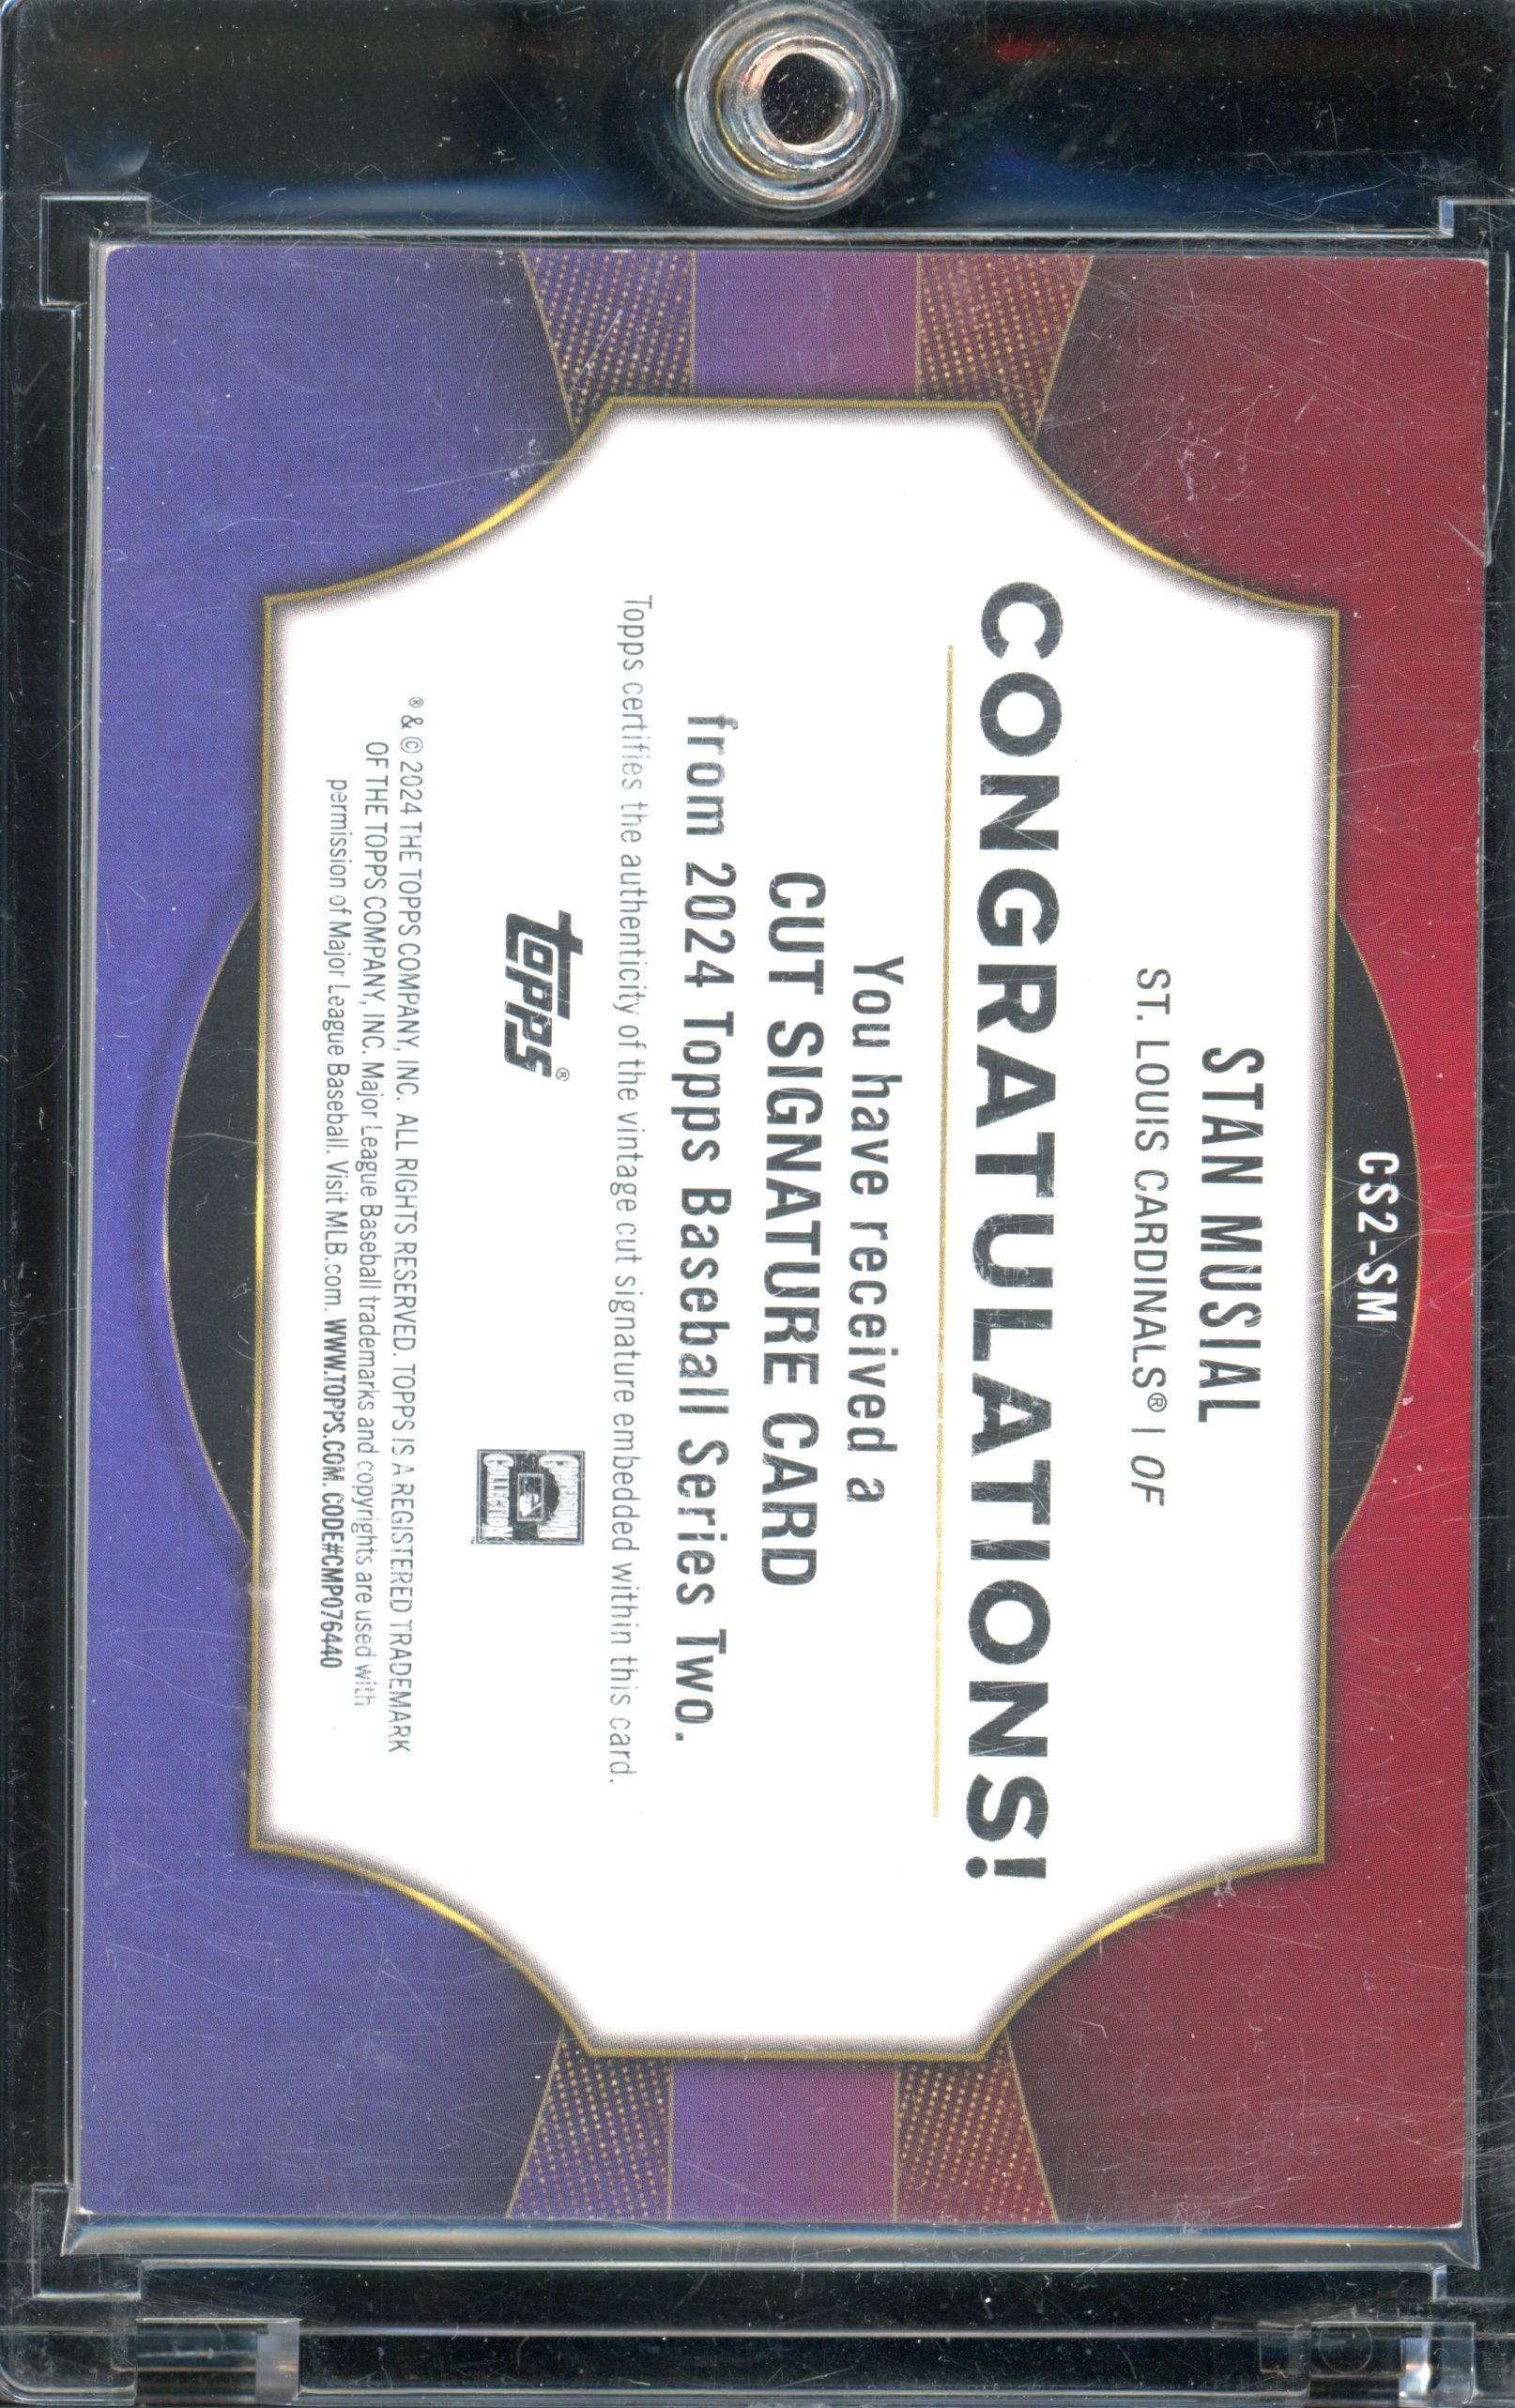 CS2-SM
STAN MUSIAL
ST. LOUIS CARDINALS® | OF
CONGRATULATIONS!
You have received a
CUT SIGNATURE CARD
from 2024 Topps Baseball Series Two.
Topps certifies the authenticity of the vintage cut signature embedded within this card.
topps®
COOPERSTOWN
COLLECTION
® & © 2024 THE TOPPS COMPANY, INC. ALL RIGHTS RESERVED. TOPPS IS A REGISTERED TRADEMARK
OF THE TOPPS COMPANY, INC. Major League Baseball trademarks and copyrights are used with
permission of Major League Baseball. Visit MLB.com. WWW.TOPPS.COM. CODE#CMP076440